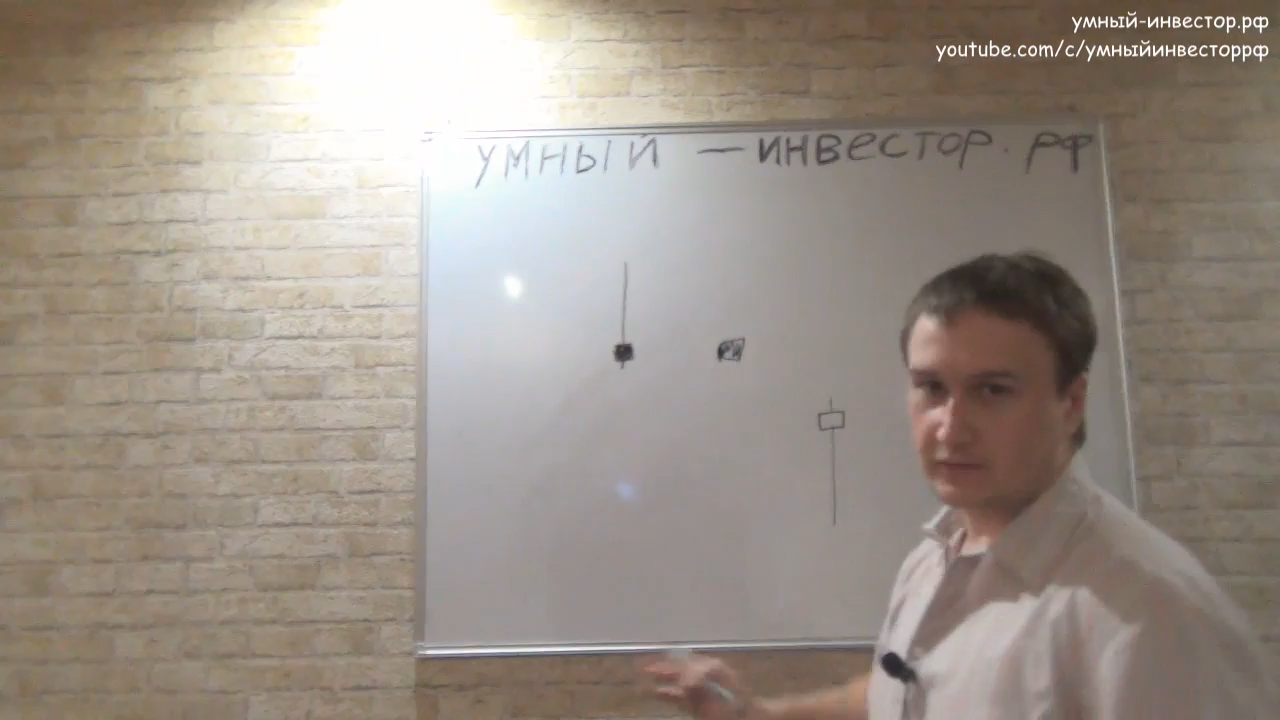 умный-инвестор.рф
youtube.com/c/умныйинвесторрф
УМНЫЙ - ИНВЕСТОР. РФ